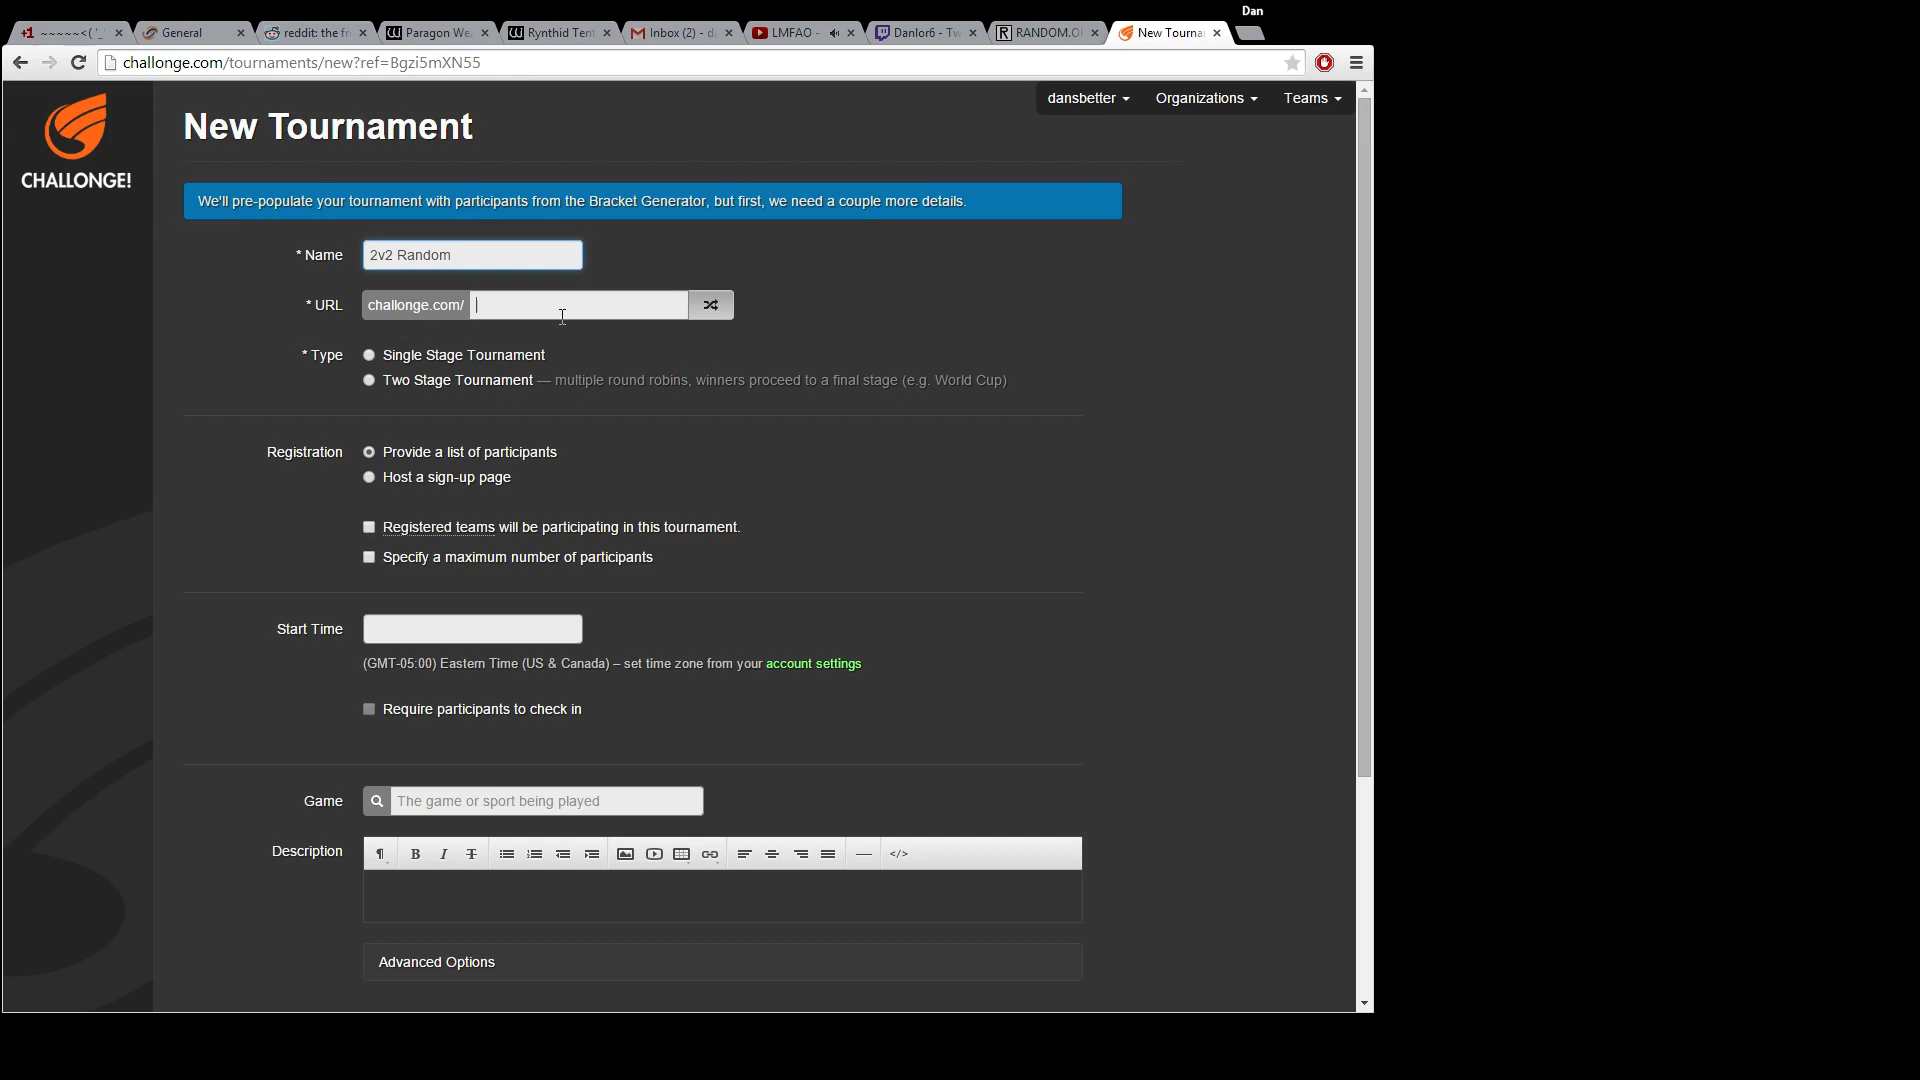 Dan
+1 ~~~~~<( '_'
General
reddit: the fr
Paragon We
Rynthid Tent
Inbox (2) - d
LMFAO -
Danlor6 - Tw
RANDOM.O
New Tourna
challonge.com/tournaments/new?ref=Bgzi5mXN55
dansbetter
Organizations
Teams
CHALLONGE!
New Tournament
We'll pre-populate your tournament with participants from the Bracket Generator, but first, we need a couple more details.
* Name 2v2 Random
* URL challonge.com/
* Type Single Stage Tournament
Two Stage Tournament — multiple round robins, winners proceed to a final stage (e.g. World Cup)
Registration Provide a list of participants
Host a sign-up page
Registered teams will be participating in this tournament.
Specify a maximum number of participants
Start Time
(GMT-05:00) Eastern Time (US & Canada) – set time zone from your account settings
Require participants to check in
Game The game or sport being played
Description ¶ B I T </>
Advanced Options